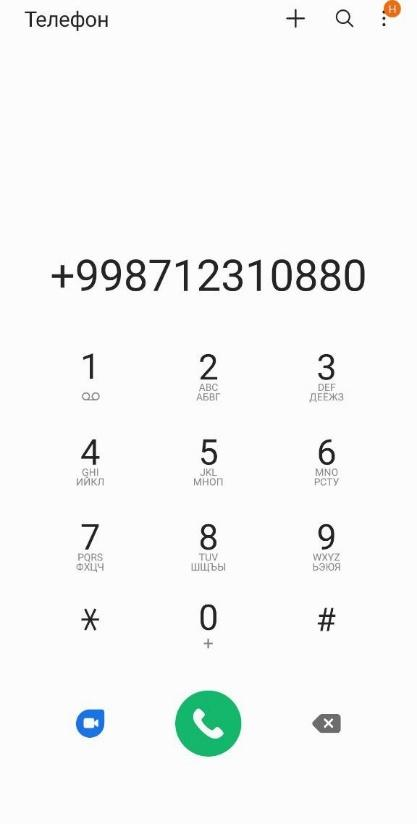 Телефон
Н
+998712310880
1 2 3
ABC DEF
АБВГ ДЕЁЖЗ
4 5 6
GHI JKL MNO
ИЙКЛ МНОП РСТУ
7 8 9
PQRS TUV WXYZ
ФХЦЧ ШЩЪЫ ЬЭЮЯ
* 0 #
+